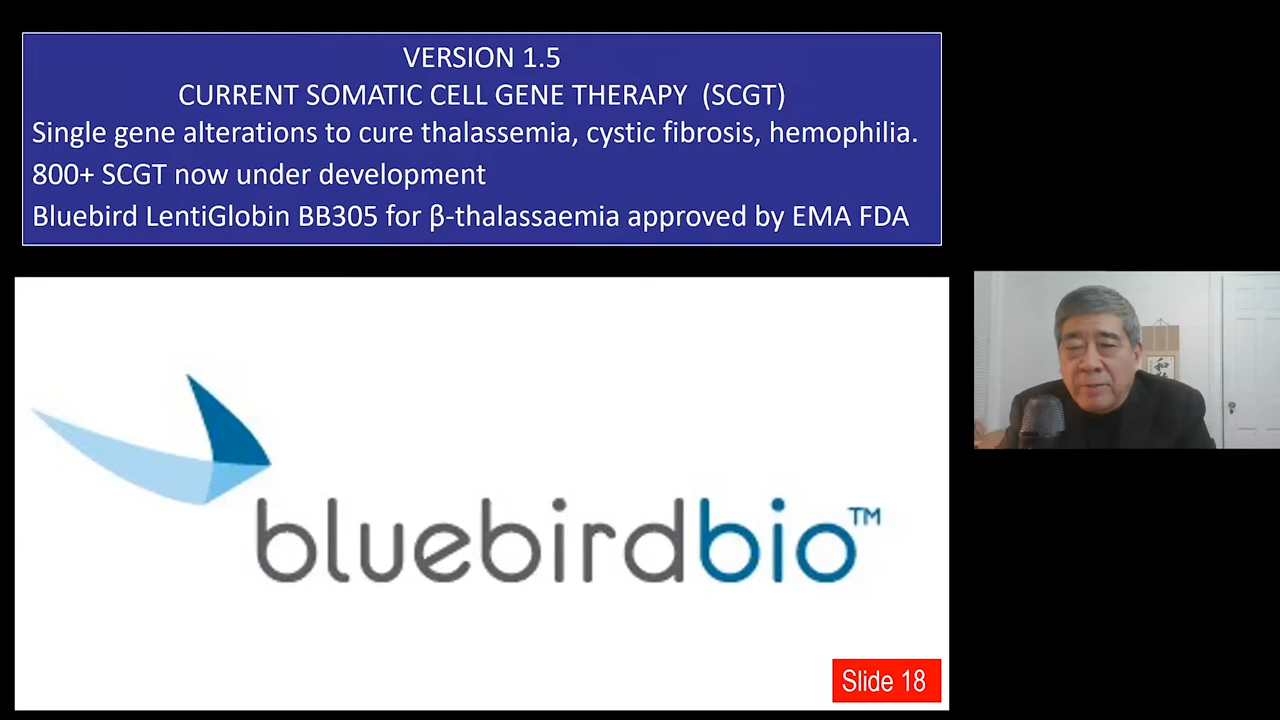 VERSION 1.5
CURRENT SOMATIC CELL GENE THERAPY (SCGT)
Single gene alterations to cure thalassemia, cystic fibrosis, hemophilia.
800+ SCGT now under development
Bluebird LentiGlobin BB305 for β-thalassaemia approved by EMA FDA
bluebirdbio™
Slide 18